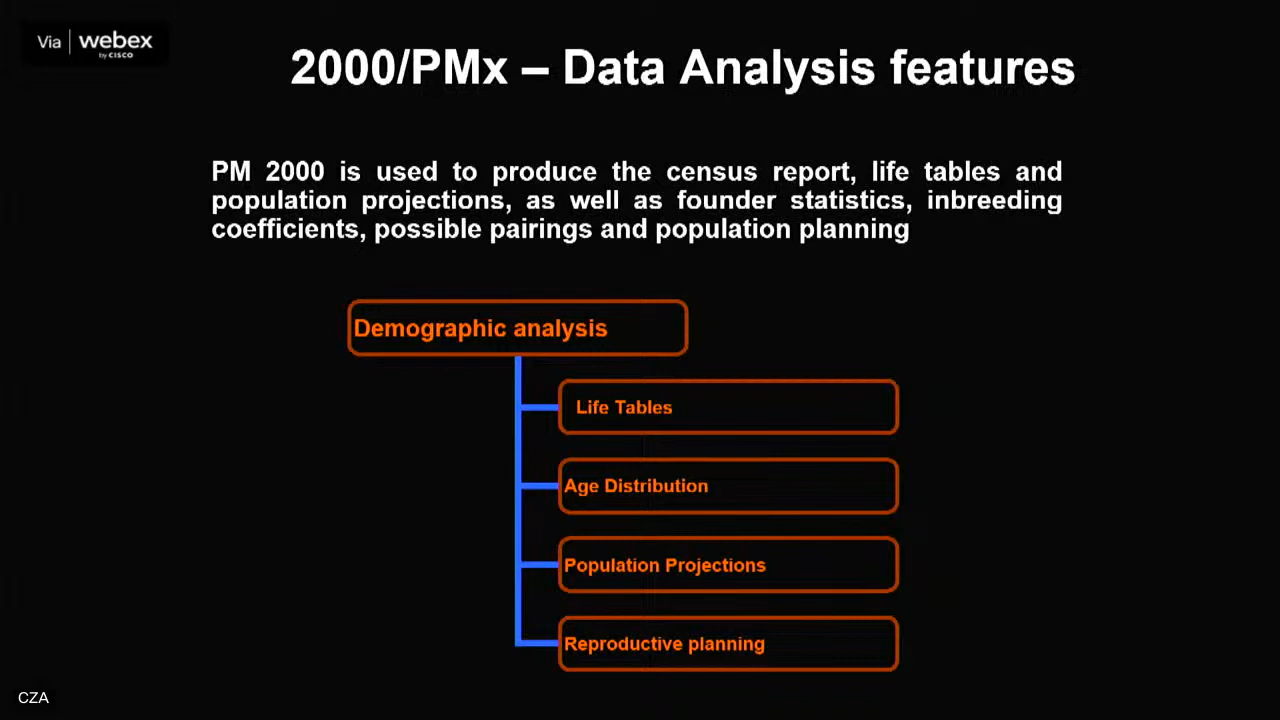 Via webex
by CISCO
2000/PMx – Data Analysis features
PM 2000 is used to produce the census report, life tables and
population projections, as well as founder statistics, inbreeding
coefficients, possible pairings and population planning
Demographic analysis
Life Tables
Age Distribution
Population Projections
Reproductive planning
CZA